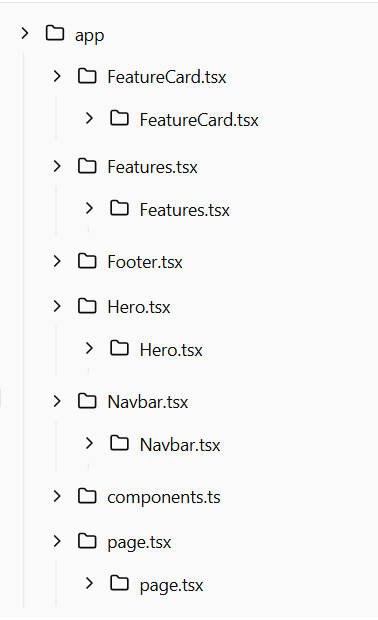 app
FeatureCard.tsx
FeatureCard.tsx
Features.tsx
Features.tsx
Footer.tsx
Hero.tsx
Hero.tsx
Navbar.tsx
Navbar.tsx
components.ts
page.tsx
page.tsx